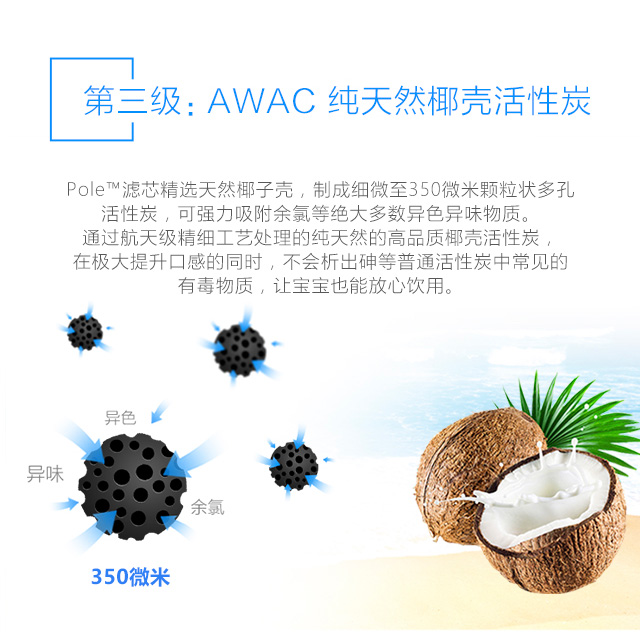 第三级: AWAC 纯天然椰壳活性炭
Pole™滤芯精选天然椰子壳，制成细微至350微米颗粒状多孔
活性炭，可强力吸附余氯等绝大多数异色异味物质。
通过航天级精细工艺处理的纯天然的高品质椰壳活性炭，
在极大提升口感的同时，不会析出砷等普通活性炭中常见的
有毒物质，让宝宝也能放心饮用。
异色
异味
余氯
350微米